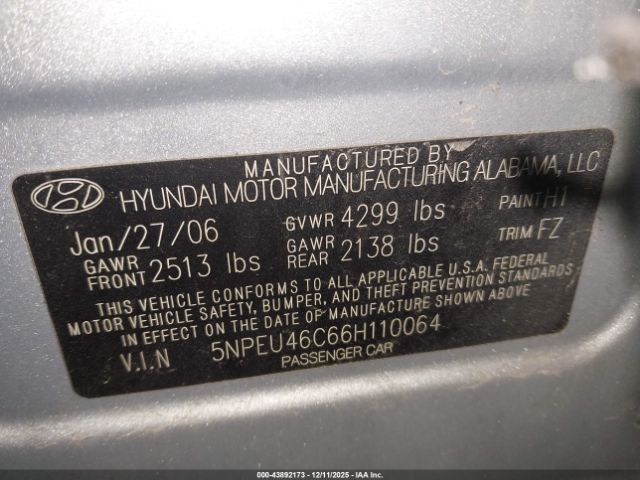 MANUFACTURED BY
HYUNDAI MOTOR MANUFACTURING ALABAMA, LLC
Jan/27/06 GVWR 4299 lbs PAINT H1
GAWR FRONT 2513 lbs GAWR REAR 2138 lbs TRIM FZ
THIS VEHICLE CONFORMS TO ALL APPLICABLE U.S.A. FEDERAL
MOTOR VEHICLE SAFETY, BUMPER, AND THEFT PREVENTION STANDARDS
IN EFFECT ON THE DATE OF MANUFACTURE SHOWN ABOVE
V.I.N 5NPEU46C66H110064
PASSENGER CAR
000-43892173 - 12/11/2025 - IAA Inc.